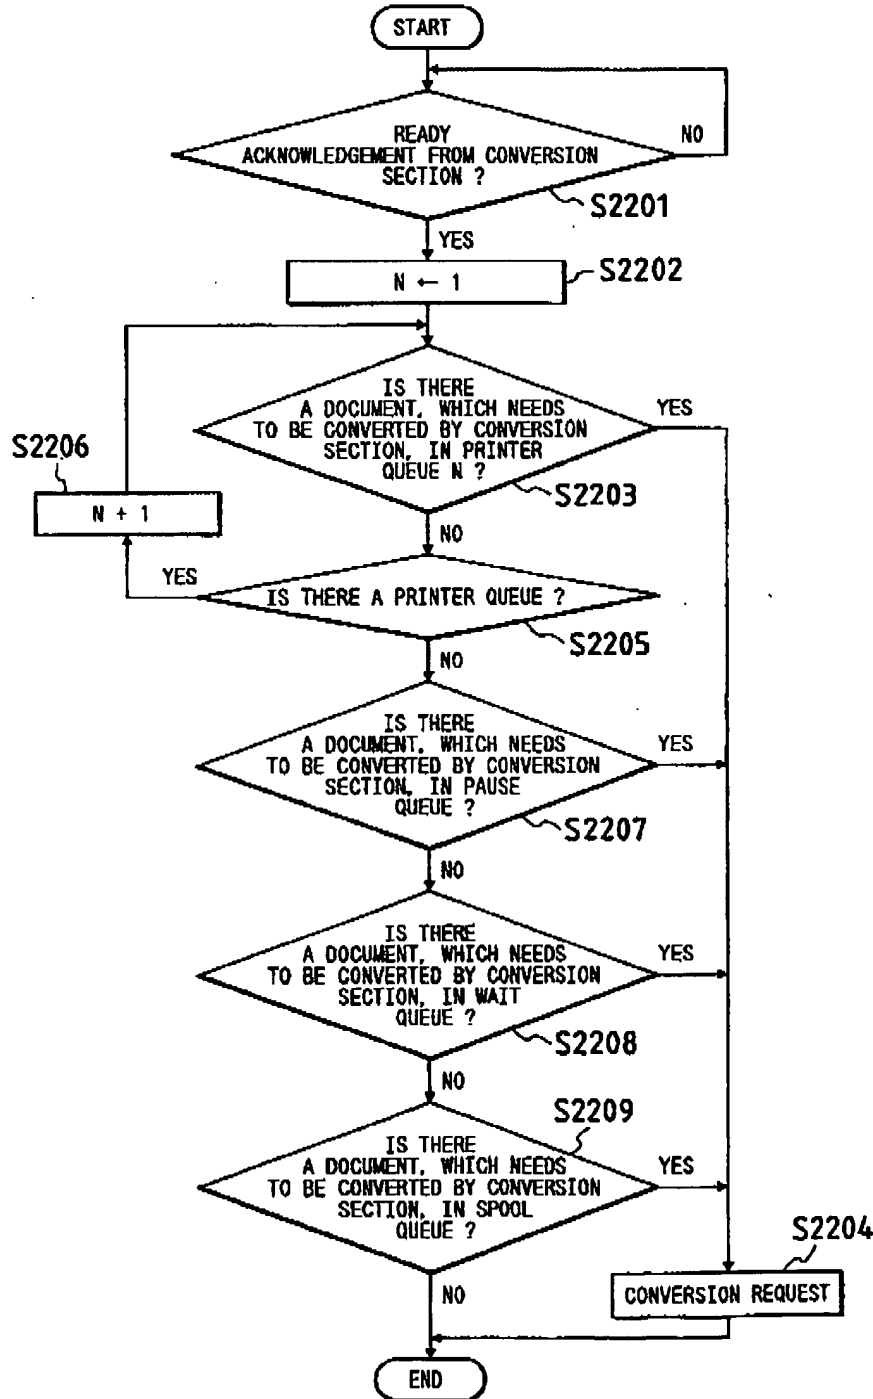 START
READY
ACKNOWLEDGEMENT FROM CONVERSION
SECTION ?
NO
S2201
YES
N ← 1
S2202
IS THERE
A DOCUMENT, WHICH NEEDS
TO BE CONVERTED BY CONVERSION
SECTION, IN PRINTER
QUEUE N ?
YES
S2203
S2206
N + 1
NO
YES
IS THERE A PRINTER QUEUE ?
S2205
NO
IS THERE
A DOCUMENT, WHICH NEEDS
TO BE CONVERTED BY CONVERSION
SECTION, IN PAUSE
QUEUE ?
YES
S2207
NO
IS THERE
A DOCUMENT, WHICH NEEDS
TO BE CONVERTED BY CONVERSION
SECTION, IN WAIT
QUEUE ?
YES
S2208
NO
S2209
IS THERE
A DOCUMENT, WHICH NEEDS
TO BE CONVERTED BY CONVERSION
SECTION, IN SPOOL
QUEUE ?
YES
S2204
NO
CONVERSION REQUEST
END